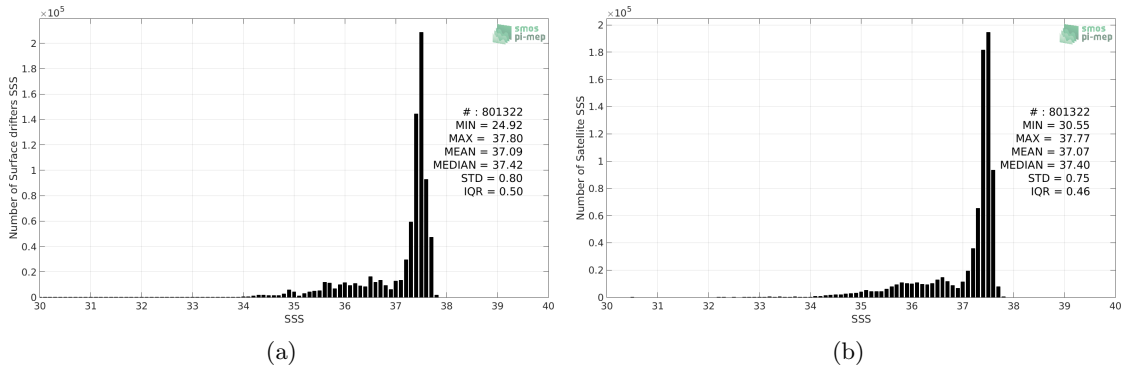 ×10⁵
smos
pi-mep
Number of Surface drifters SSS
2
1.8
1.6
1.4
1.2
1
0.8
0.6
0.4
0.2
0
# : 801322
MIN = 24.92
MAX = 37.80
MEAN = 37.09
MEDIAN = 37.42
STD = 0.80
IQR = 0.50
30 31 32 33 34 35 36 37 38 39 40
SSS
(a)
×10⁵
smos
pi-mep
Number of Satellite SSS
2
1.8
1.6
1.4
1.2
1
0.8
0.6
0.4
0.2
0
# : 801322
MIN = 30.55
MAX = 37.77
MEAN = 37.07
MEDIAN = 37.40
STD = 0.75
IQR = 0.46
30 31 32 33 34 35 36 37 38 39 40
SSS
(b)